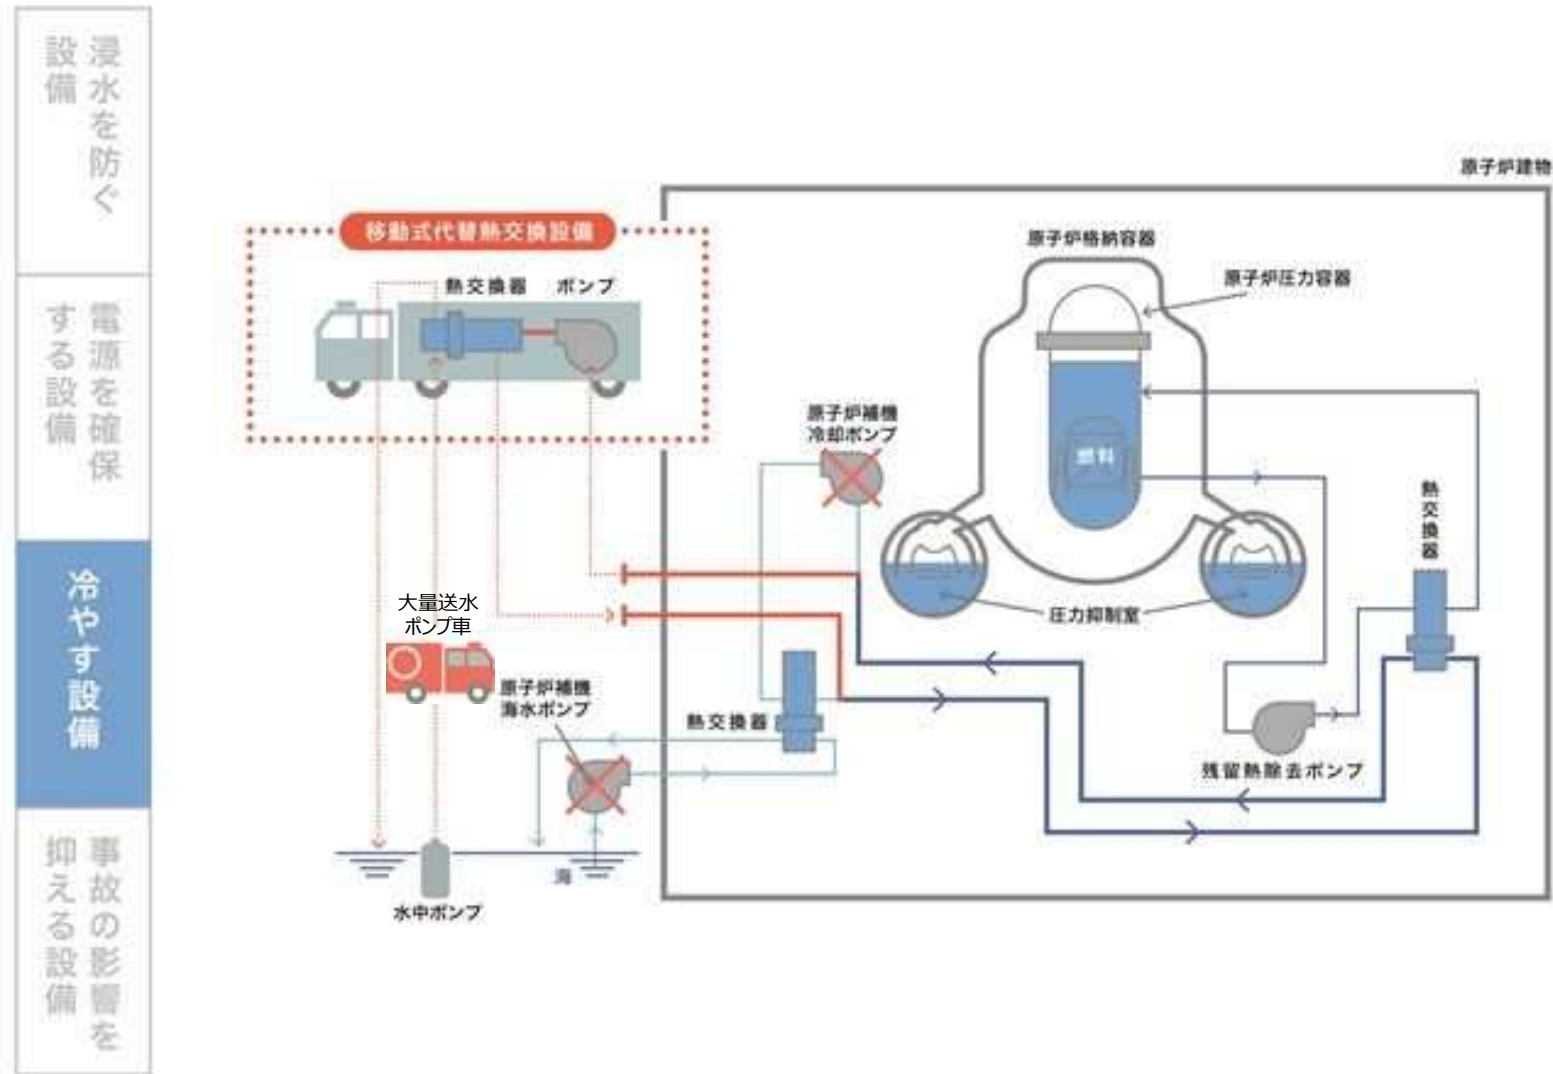 浸水を防ぐ
設備
電源を確保
する設備
冷やす設備
事故の影響を
抑える設備
原子炉建物
移動式代替熱交換設備
熱交換器
ポンプ
原子炉格納容器
原子炉圧力容器
原子炉補機
冷却ポンプ
燃料
熱交換器
大量送水
ポンプ車
圧力抑制室
原子炉補機
海水ポンプ
熱交換器
残留熱除去ポンプ
海
水中ポンプ